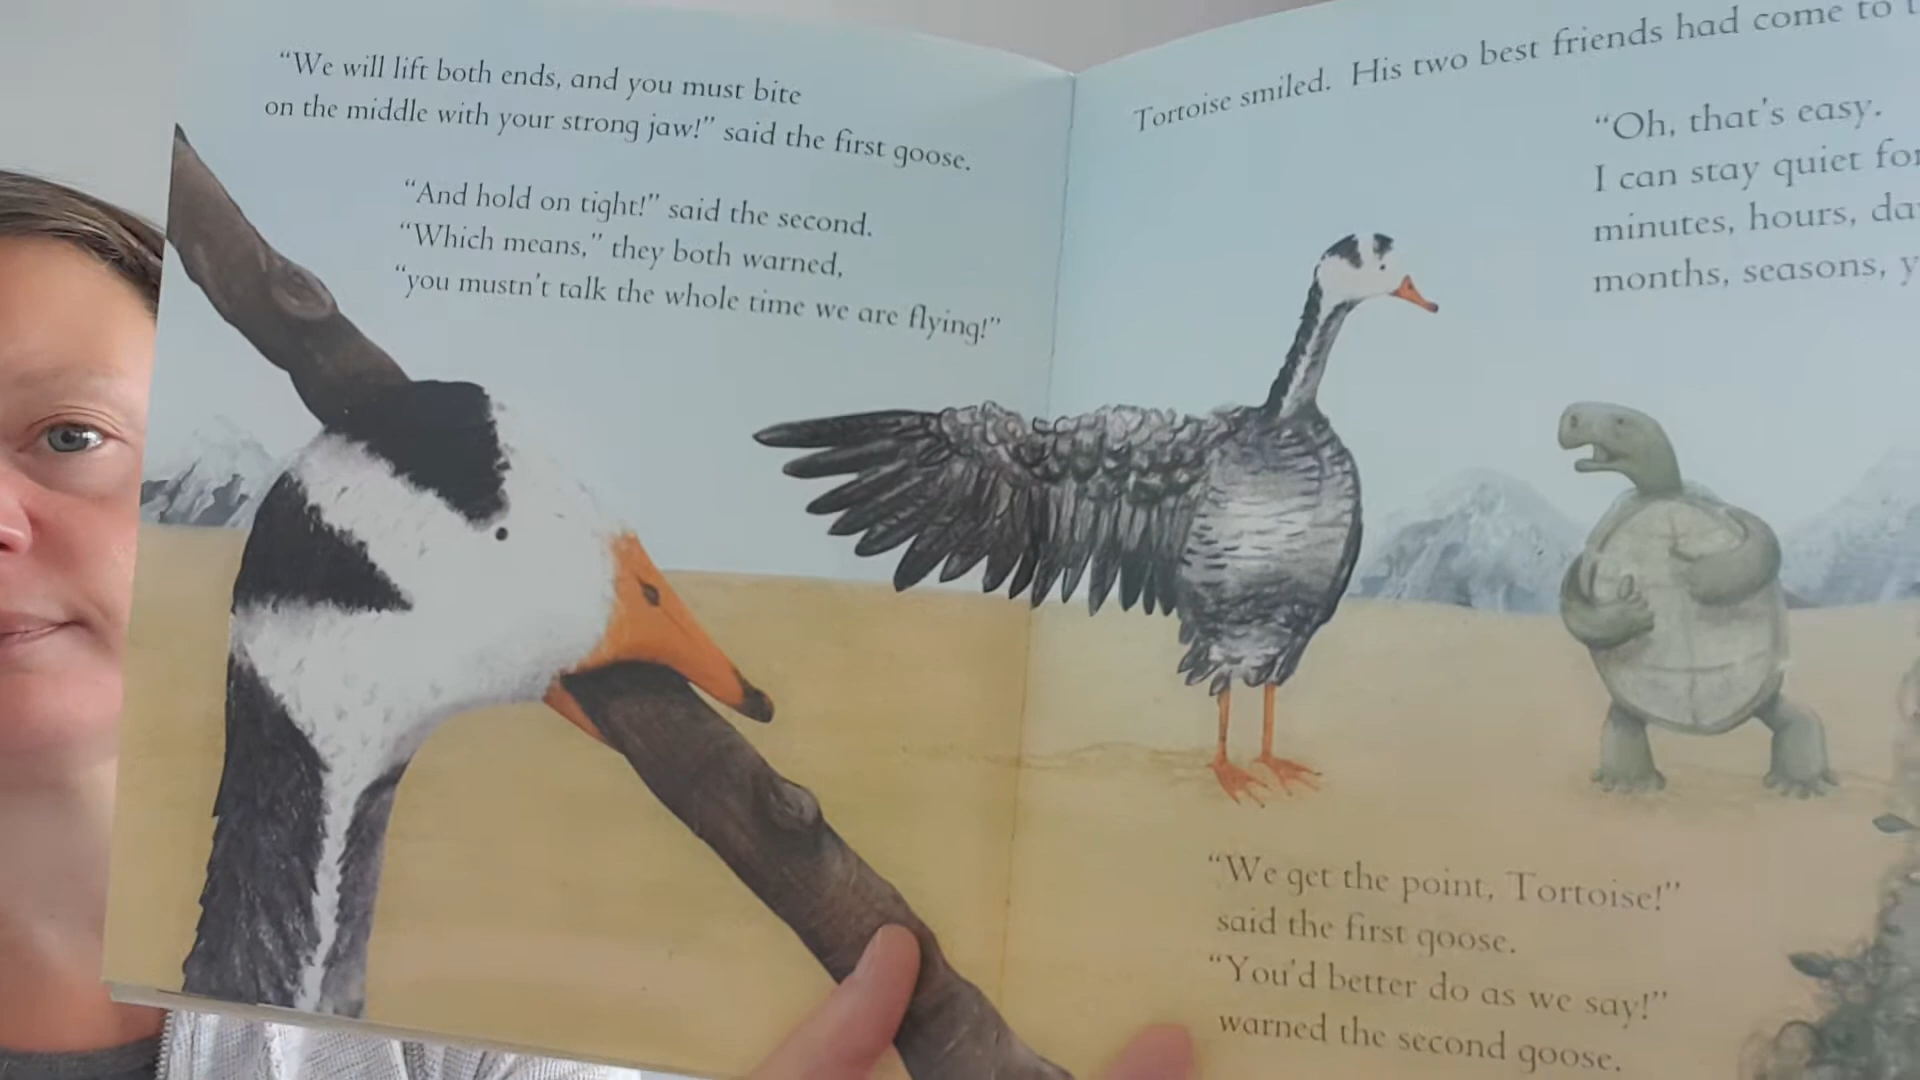 “We will lift both ends, and you must bite
on the middle with your strong jaw!” said the first goose.
“And hold on tight!” said the second.
“Which means,” they both warned,
“you mustn't talk the whole time we are flying!”
Tortoise smiled. His two best friends had come to
“Oh, that's easy.
I can stay quiet for
minutes, hours,
months, seasons,
“We get the point, Tortoise!”
said the first goose.
“You'd better do as we say!”
warned the second goose.